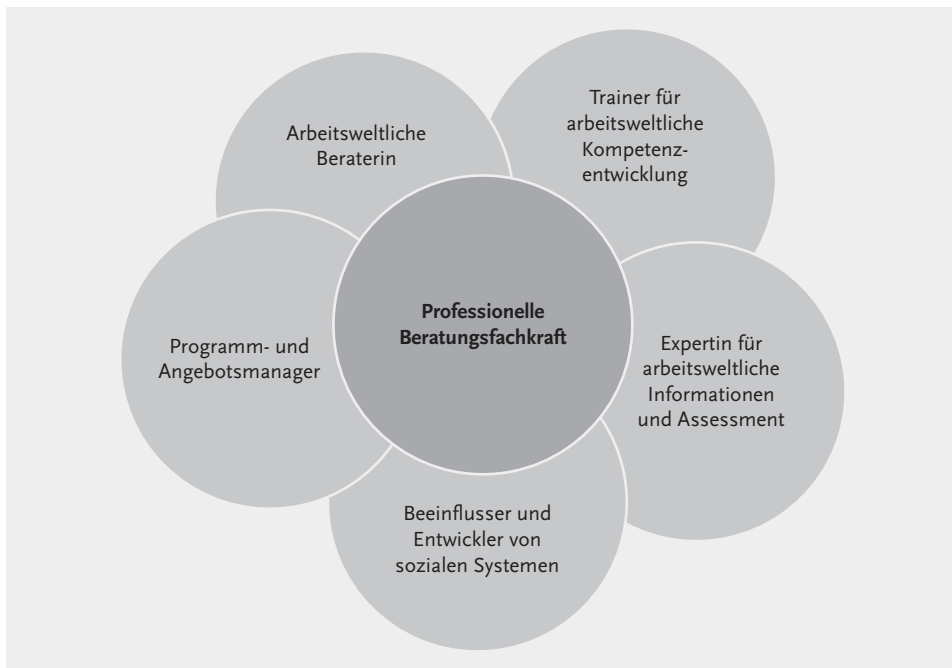 Arbeitsweltliche
Beraterin
Trainer für
arbeitsweltliche
Kompetenz-
entwicklung
Professionelle
Beratungsfachkraft
Programm- und
Angebotsmanager
Expertin für
arbeitsweltliche
Informationen
und Assessment
Beeinflusser und
Entwickler von
sozialen Systemen